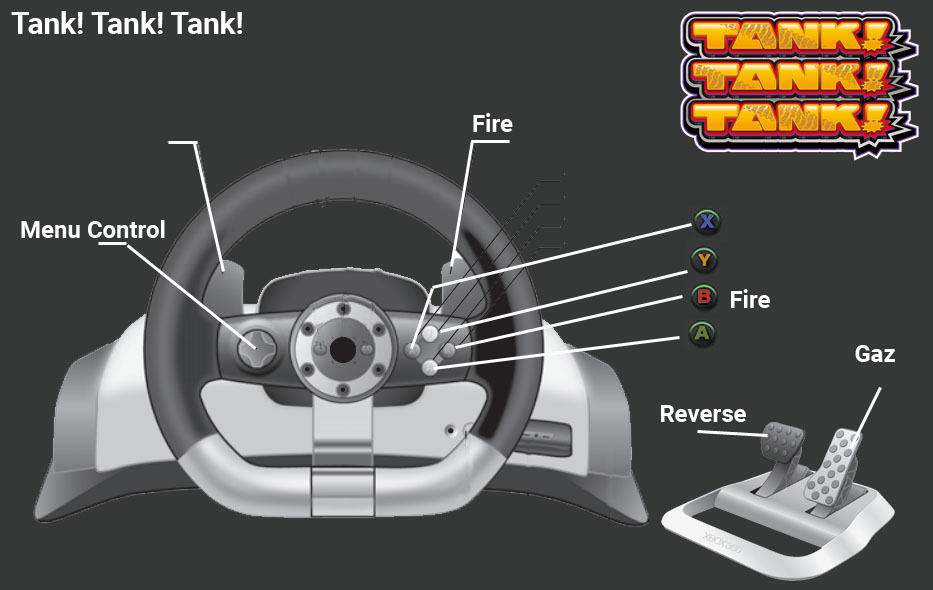 Tank! Tank! Tank!
TANK!
TANK!
TANK!
Fire
Menu Control
X
Y
B Fire
A
Gaz
Reverse
XBOX 360